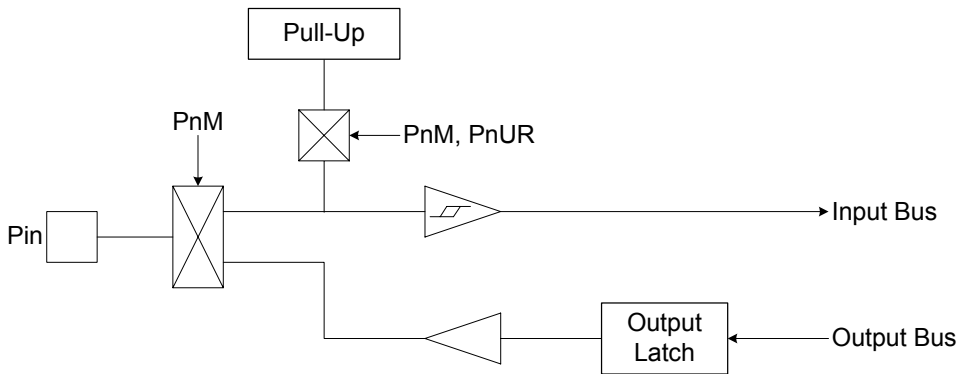 Pull-Up
PnM
PnM, PnUR
Pin
Input Bus
Output
Latch
Output Bus